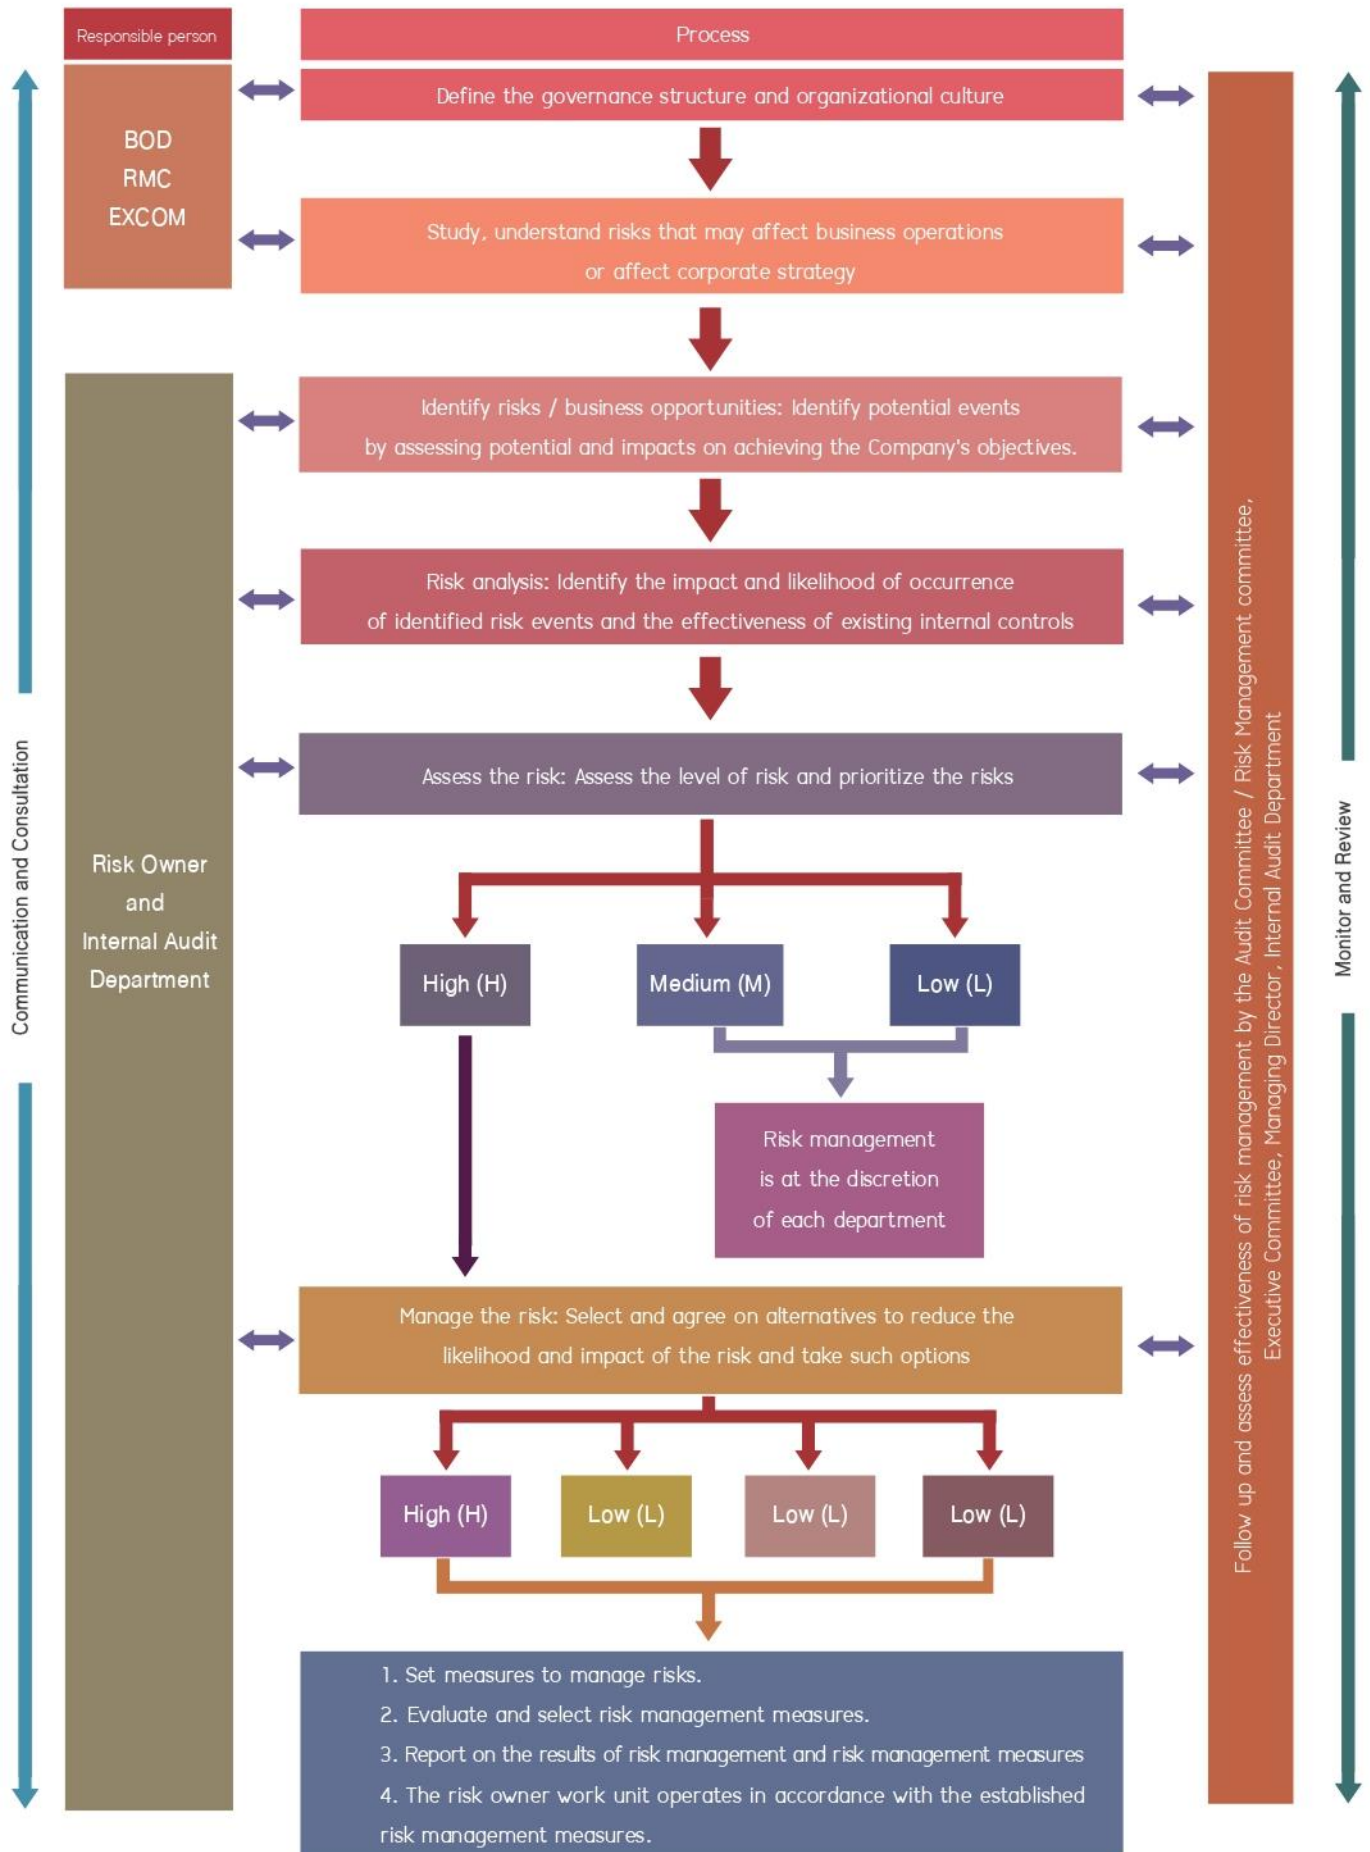 Responsible person
Process
BOD
RMC
EXCOM
Define the governance structure and organizational culture
Study, understand risks that may affect business operations
or affect corporate strategy
Identify risks / business opportunities: Identify potential events
by assessing potential and impacts on achieving the Company's objectives.
Risk analysis: Identify the impact and likelihood of occurrence
of identified risk events and the effectiveness of existing internal controls
Assess the risk: Assess the level of risk and prioritize the risks
Communication and Consultation
Risk Owner
and
Internal Audit
Department
High (H)
Medium (M)
Low (L)
Risk management
is at the discretion
of each department
Manage the risk: Select and agree on alternatives to reduce the
likelihood and impact of the risk and take such options
High (H)
Low (L)
Low (L)
Low (L)
1. Set measures to manage risks.
2. Evaluate and select risk management measures.
3. Report on the results of risk management and risk management measures
4. The risk owner work unit operates in accordance with the established
risk management measures.
Follow up and assess effectiveness of risk management by the Audit Committee / Risk Management committee,
Executive Committee, Managing Director, Internal Audit Department
Monitor and Review